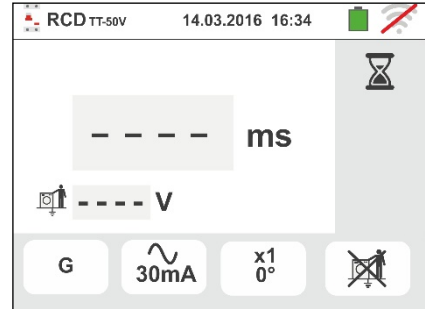 RCD TT-50V 14.03.2016 16:34
- - - - ms
- - - - V
G
30mA
x1
0°